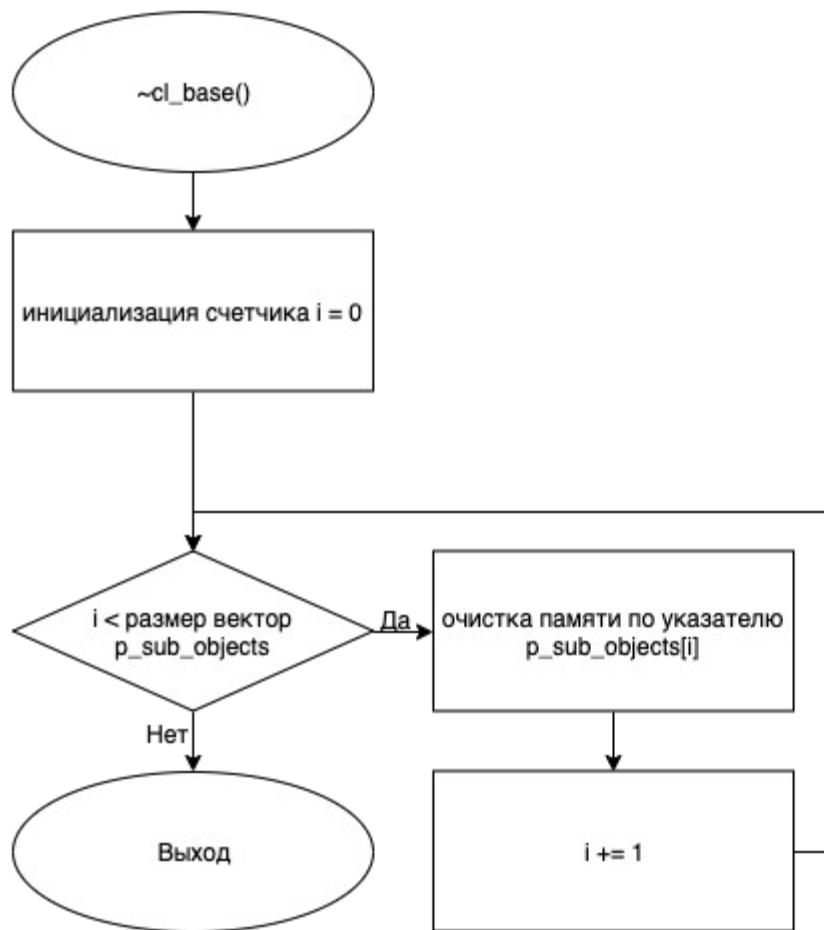 ~cl_base()
инициализация счетчика i = 0
i < размер вектор
p_sub_objects
Да
очистка памяти по указателю
p_sub_objects[i]
Нет
Выход
i += 1